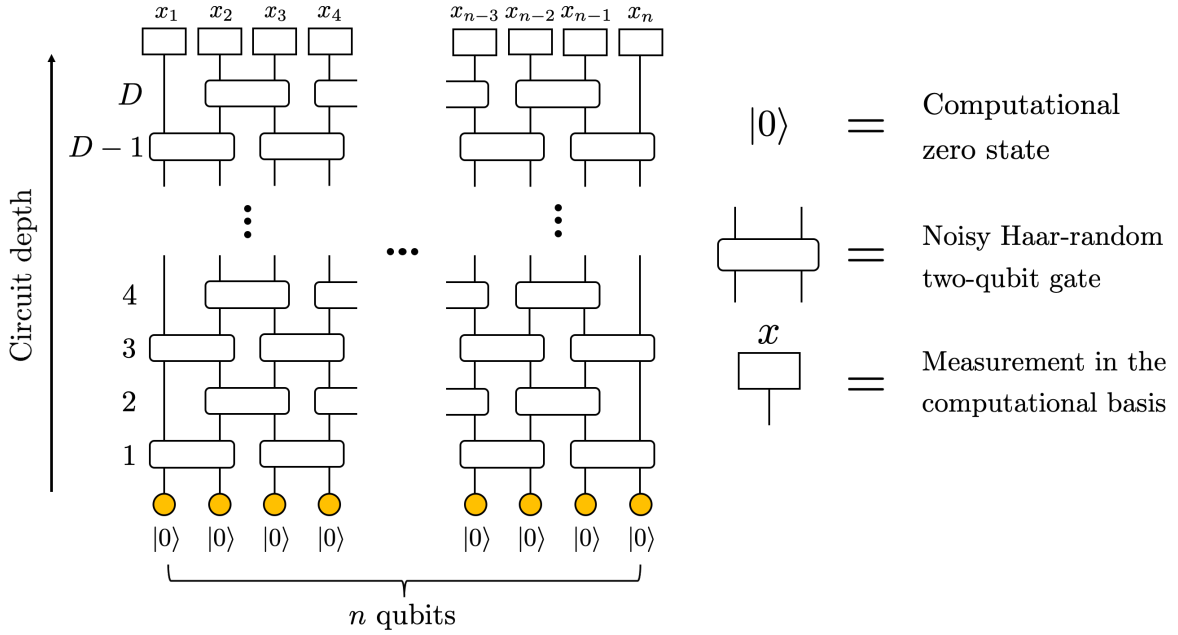 x₁ x₂ x₃ x₄ xₙ₋₃ xₙ₋₂ xₙ₋₁ xₙ
D
D − 1
4
3
2
1
Circuit depth
|0⟩ |0⟩ |0⟩ |0⟩ |0⟩ |0⟩ |0⟩ |0⟩
n qubits
|0⟩ = Computational
zero state
= Noisy Haar-random
two-qubit gate
x
= Measurement in the
computational basis